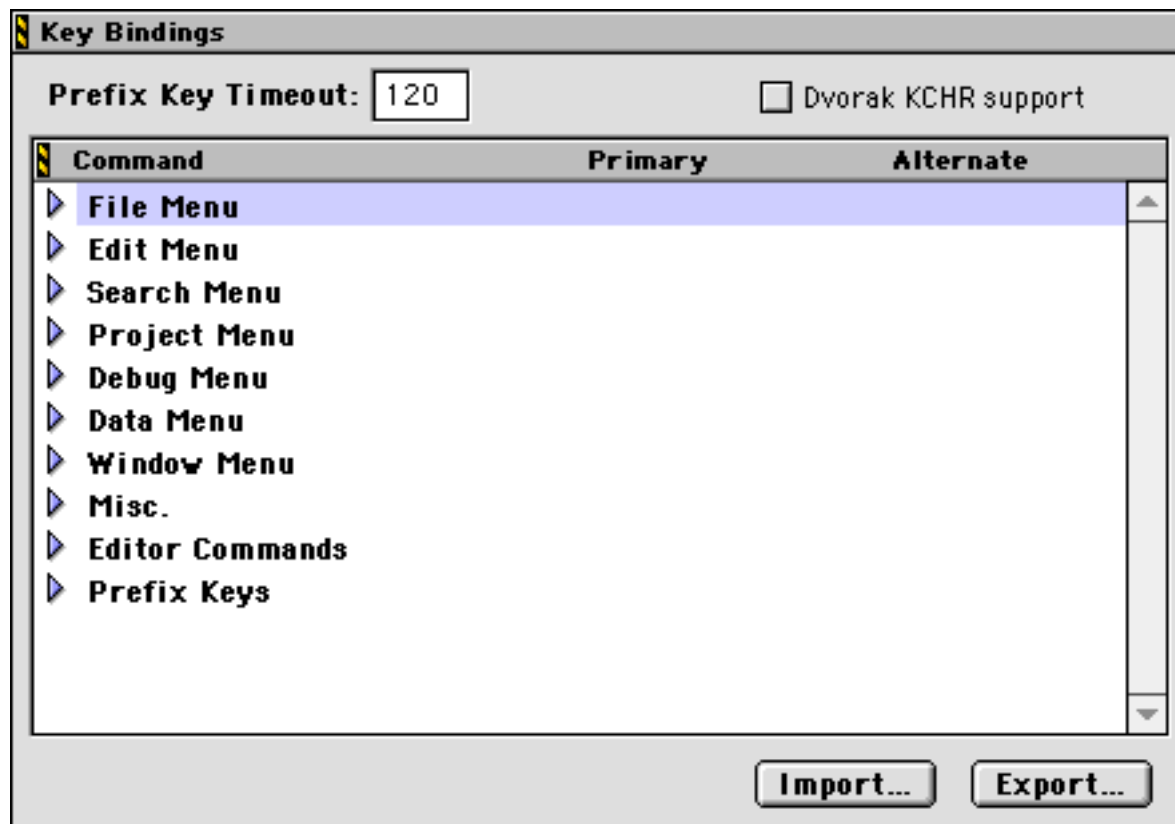 Key Bindings
Prefix Key Timeout: 120 Dvorak KCHR support
Command Primary Alternate
File Menu
Edit Menu
Search Menu
Project Menu
Debug Menu
Data Menu
Window Menu
Misc.
Editor Commands
Prefix Keys
Import... Export...